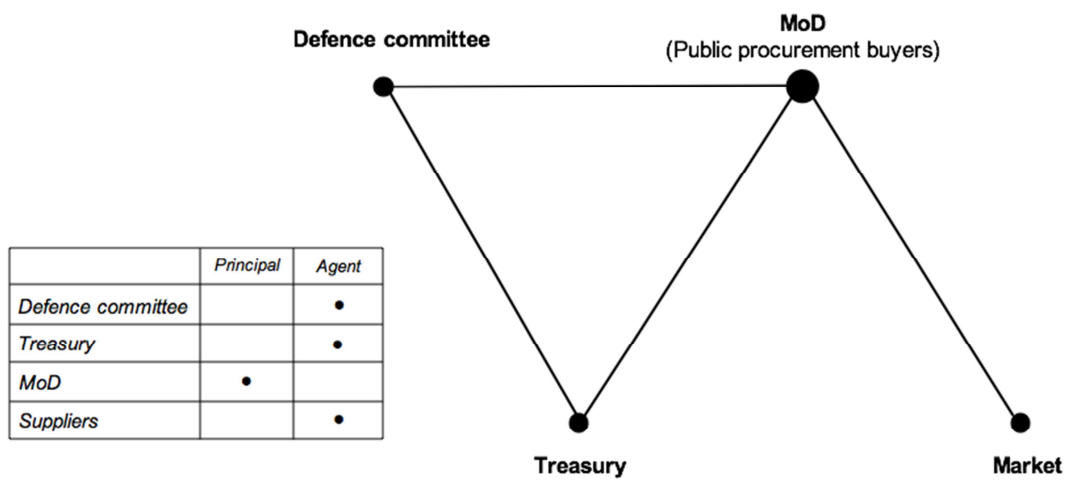 Defence committee
MoD
(Public procurement buyers)
Principal Agent
Defence committee
Treasury
MoD
Suppliers
Treasury
Market